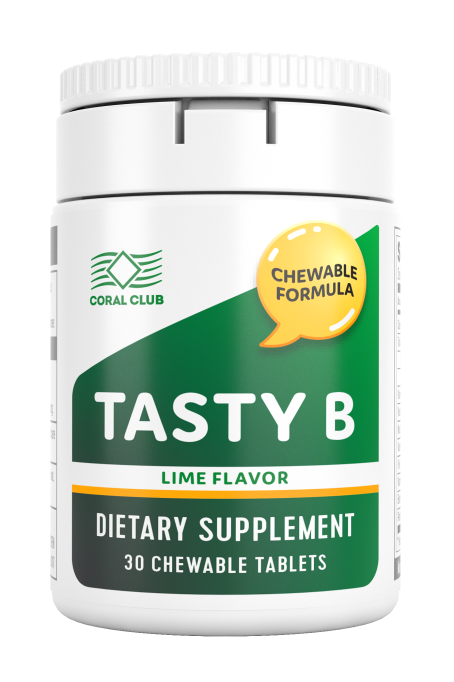 CORAL CLUB
CHEWABLE
FORMULA
TASTY B
LIME FLAVOR
DIETARY SUPPLEMENT
30 CHEWABLE TABLETS